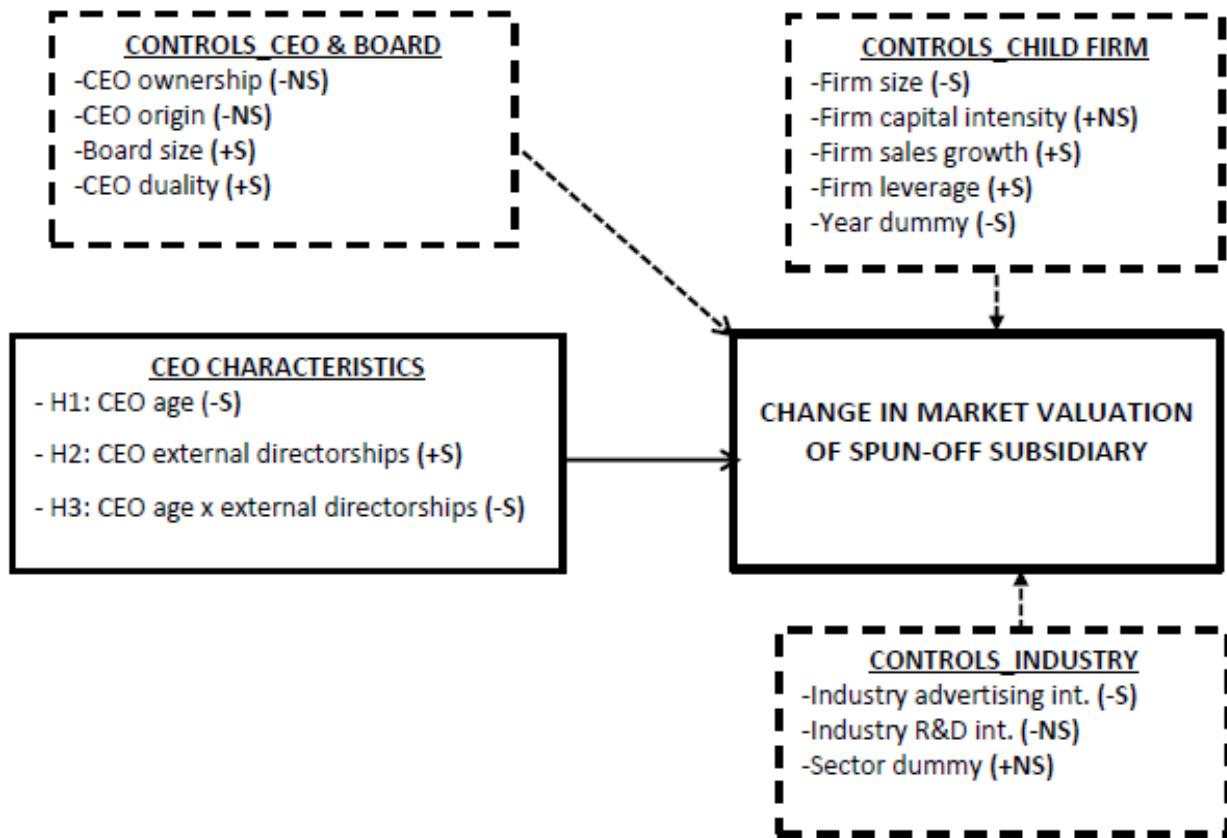 CONTROLS_CEO & BOARD
-CEO ownership (-NS)
-CEO origin (-NS)
-Board size (+S)
-CEO duality (+S)
CONTROLS_CHILD FIRM
-Firm size (-S)
-Firm capital intensity (+NS)
-Firm sales growth (+S)
-Firm leverage (+S)
-Year dummy (-S)
CEO CHARACTERISTICS
- H1: CEO age (-S)
- H2: CEO external directorships (+S)
- H3: CEO age x external directorships (-S)
CHANGE IN MARKET VALUATION
OF SPUN-OFF SUBSIDIARY
CONTROLS_INDUSTRY
-Industry advertising int. (-S)
-Industry R&D int. (-NS)
-Sector dummy (+NS)